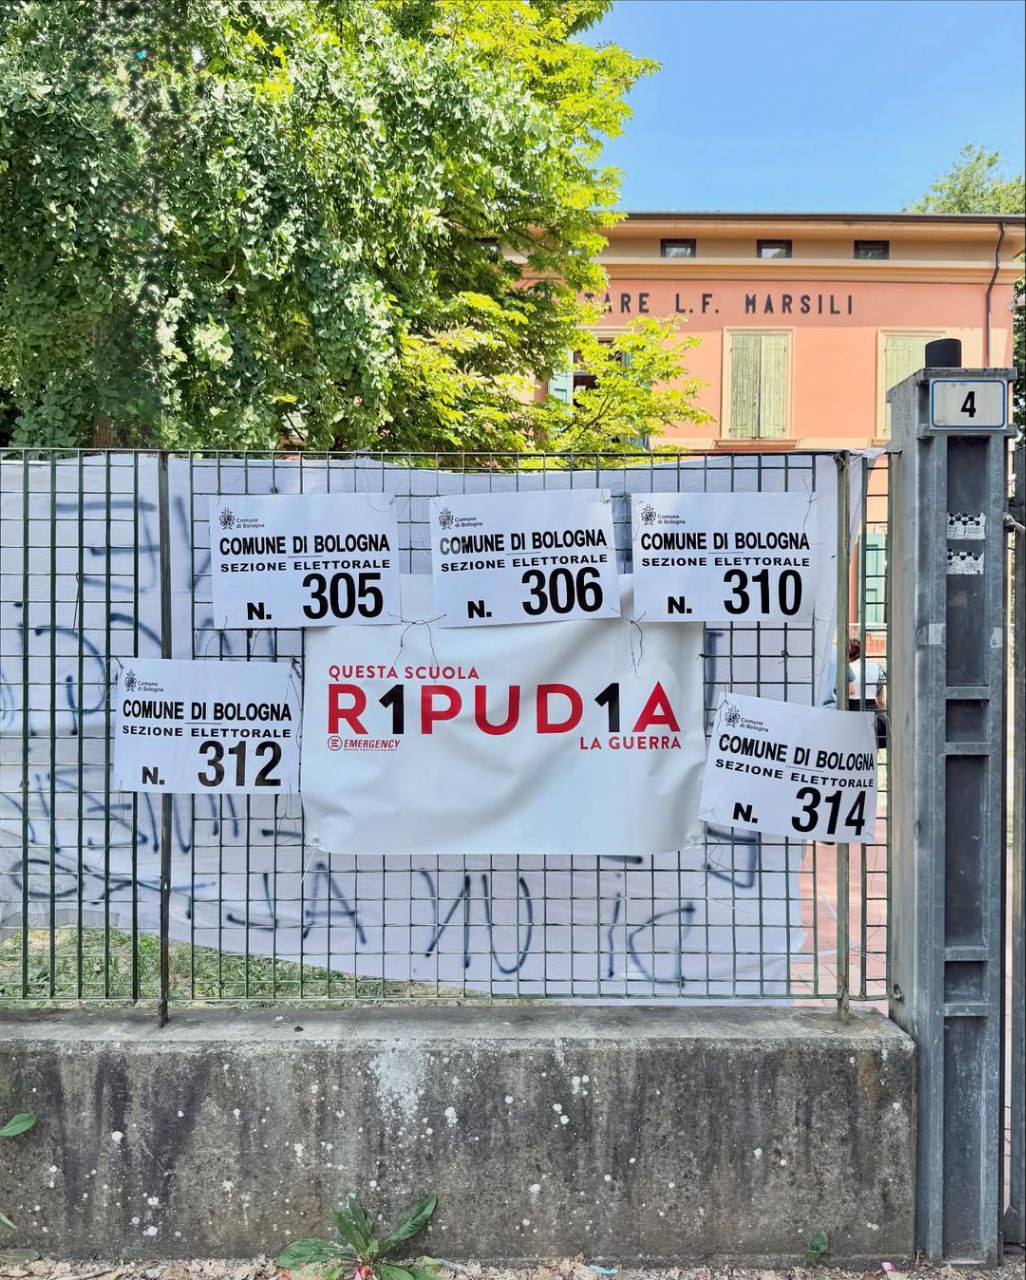 TARE L.F. MARSILI
4
Comune
di Bologna
COMUNE DI BOLOGNA
SEZIONE ELETTORALE
N. 305
Comune
di Bologna
COMUNE DI BOLOGNA
SEZIONE ELETTORALE
N. 306
Comune
di Bologna
COMUNE DI BOLOGNA
SEZIONE ELETTORALE
N. 310
Comune
di Bologna
COMUNE DI BOLOGNA
SEZIONE ELETTORALE
N. 312
QUESTA SCUOLA
R1PUD1A
EMERGENCY
LA GUERRA
Comune
di Bologna
COMUNE DI BOLOGNA
SEZIONE ELETTORALE
N. 314